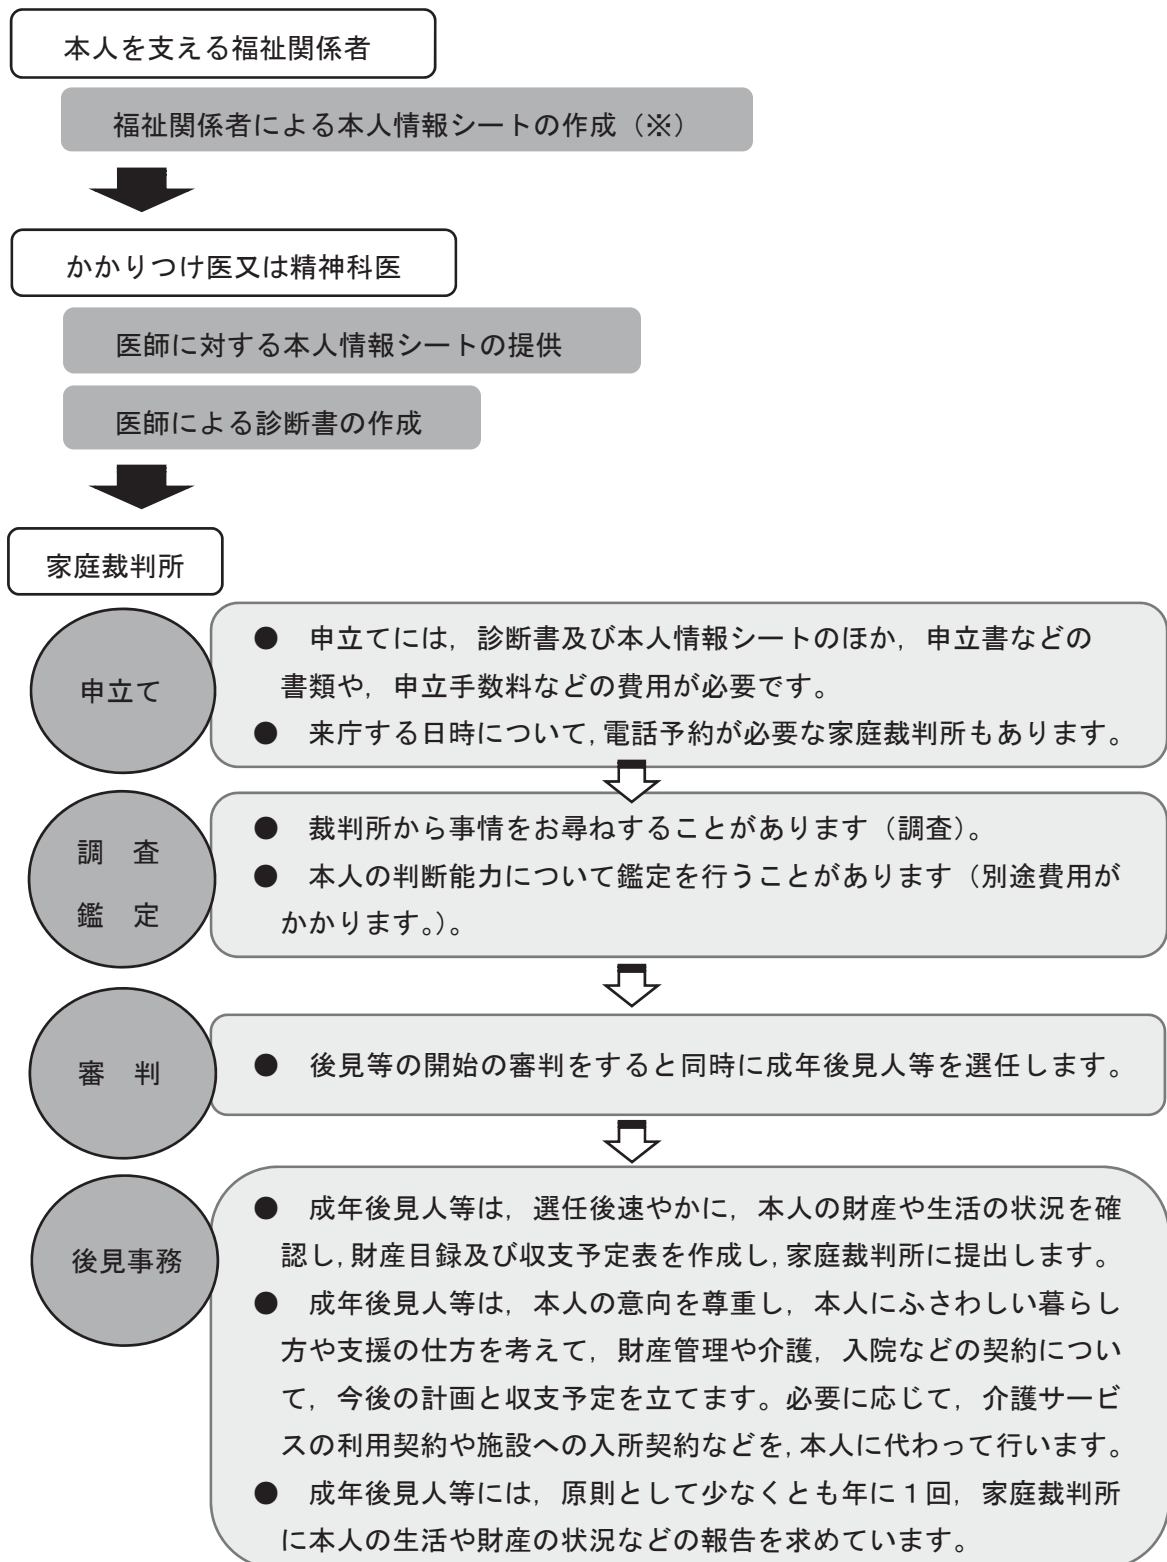 本人を支える福祉関係者
福祉関係者による本人情報シートの作成（※）
かかりつけ医又は精神科医
医師に対する本人情報シートの提供
医師による診断書の作成
家庭裁判所
申立て
●　申立てには，診断書及び本人情報シートのほか，申立書などの
書類や，申立手数料などの費用が必要です。
●　来庁する日時について，電話予約が必要な家庭裁判所もあります。
調　査
鑑　定
●　裁判所から事情をお尋ねすることがあります（調査）。
●　本人の判断能力について鑑定を行うことがあります（別途費用が
かかります。）。
審　判
●　後見等の開始の審判をすると同時に成年後見人等を選任します。
後見事務
●　成年後見人等は，選任後速やかに，本人の財産や生活の状況を確
認し，財産目録及び収支予定表を作成し，家庭裁判所に提出します。
●　成年後見人等は，本人の意向を尊重し，本人にふさわしい暮らし
方や支援の仕方を考えて，財産管理や介護，入院などの契約につい
て，今後の計画と収支予定を立てます。必要に応じて，介護サービ
スの利用契約や施設への入所契約などを，本人に代わって行います。
●　成年後見人等には，原則として少なくとも年に１回，家庭裁判所
に本人の生活や財産の状況などの報告を求めています。